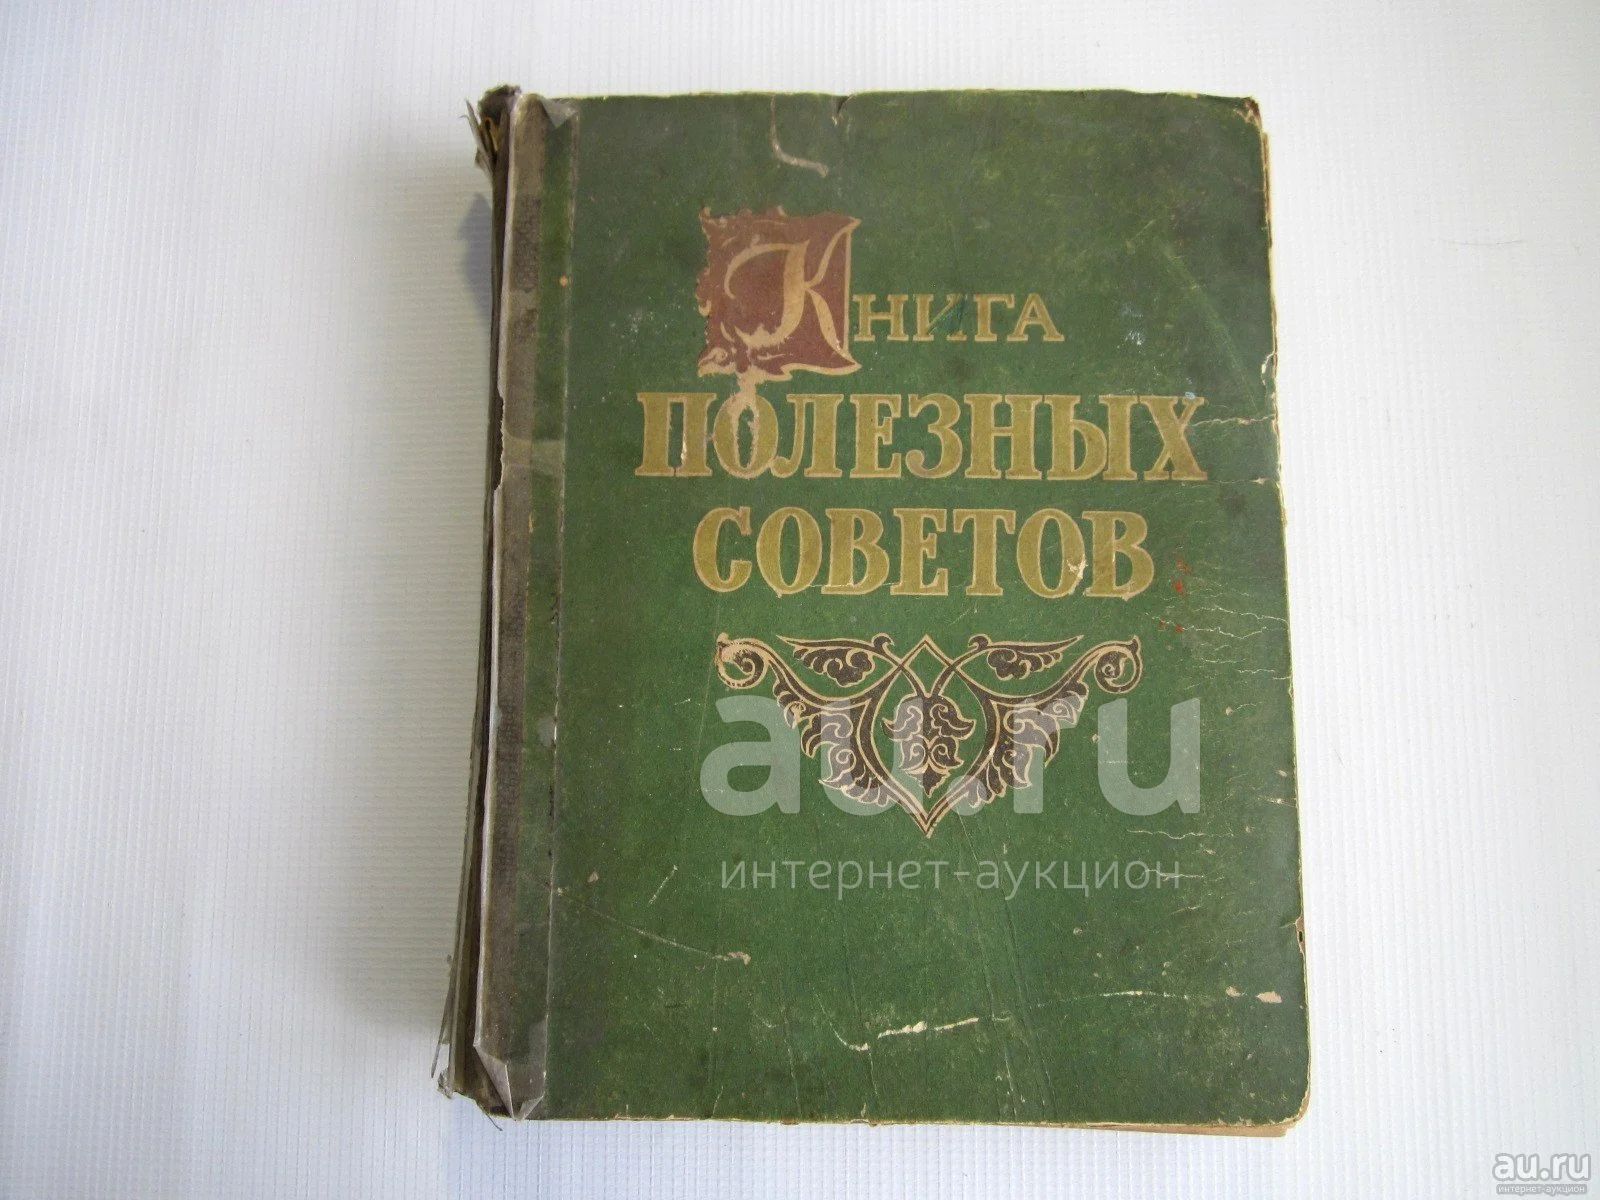 Книга
ПОЛЕЗНЫХ
СОВЕТОВ
au.ru
интернет-аукцион
au.ru
интернет-аукцион